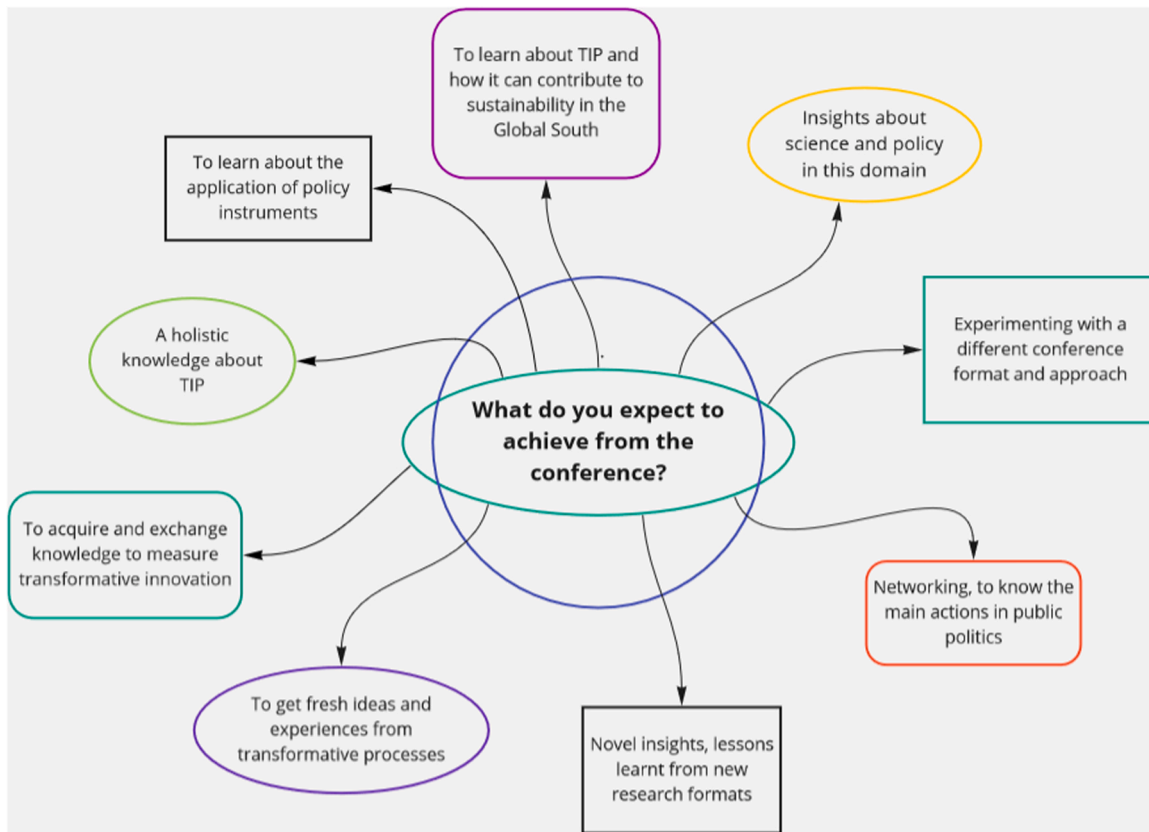 To learn about TIP and
how it can contribute to
sustainability in the
Global South
Insights about
science and policy
in this domain
To learn about the
application of policy
instruments
Experimenting with a
different conference
format and approach
A holistic
knowledge about
TIP
What do you expect to
achieve from the
conference?
To acquire and exchange
knowledge to measure
transformative innovation
Networking, to know the
main actions in public
politics
To get fresh ideas and
experiences from
transformative processes
Novel insights, lessons
learnt from new
research formats